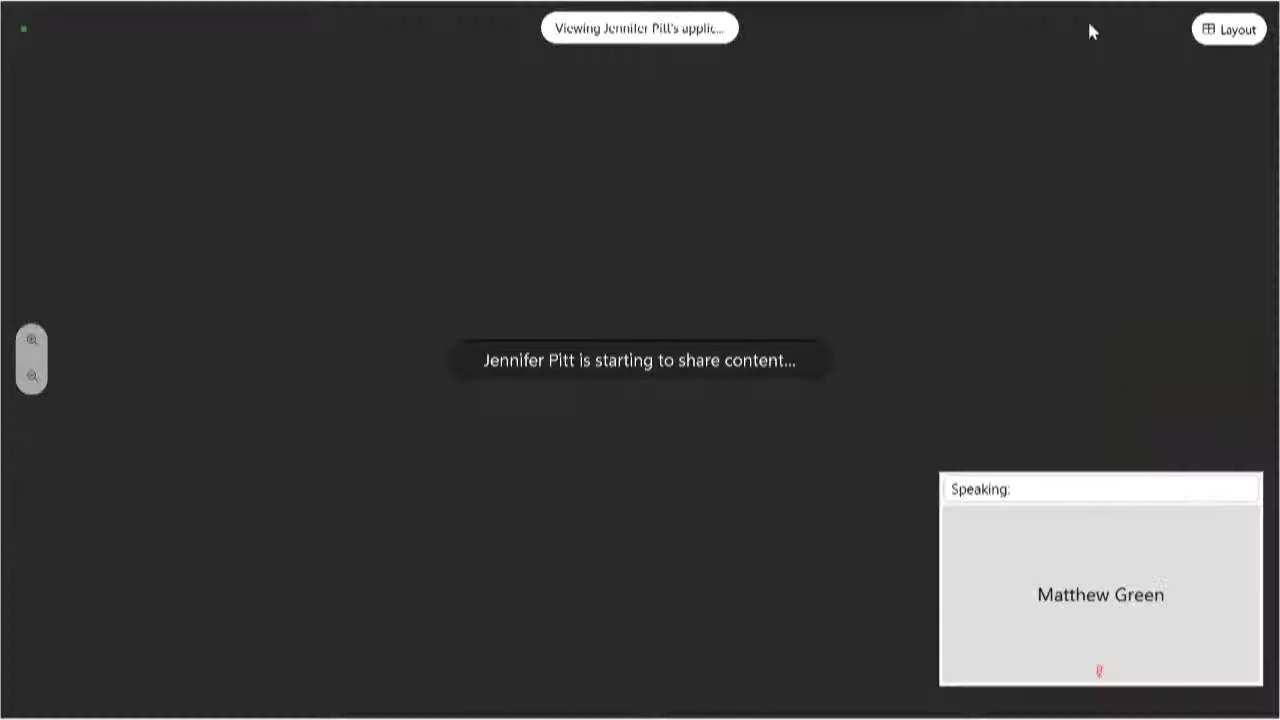 Viewing Jennifer Pitt's applic...
Layout
Jennifer Pitt is starting to share content...
Speaking:
Matthew Green